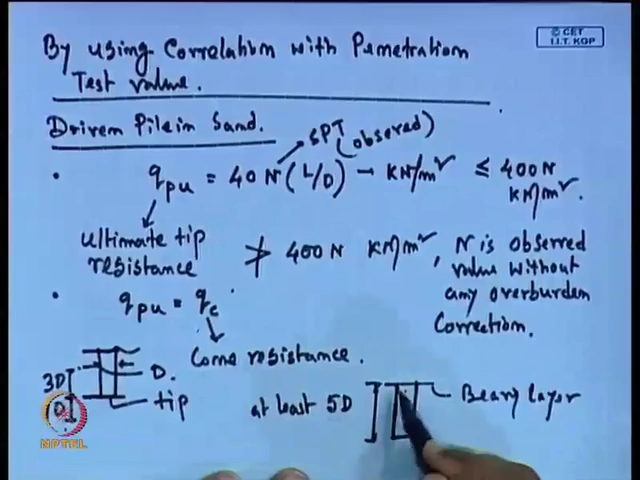 © CET
I.I.T. KGP
By using Correlation with Penetration
Test value.
Driven Pile in Sand.
SPT (observed)
• qpu = 40 N (L/D) – kN/m² ≤ 400 N kN/m².
Ultimate tip resistance
≯ 400 N kN/m², N is observed
value without
any overburden
Correction.
• qpu = qc
Cone resistance.
3D
D.
D
tip
at least 5D
Bearing layer
NPTEL